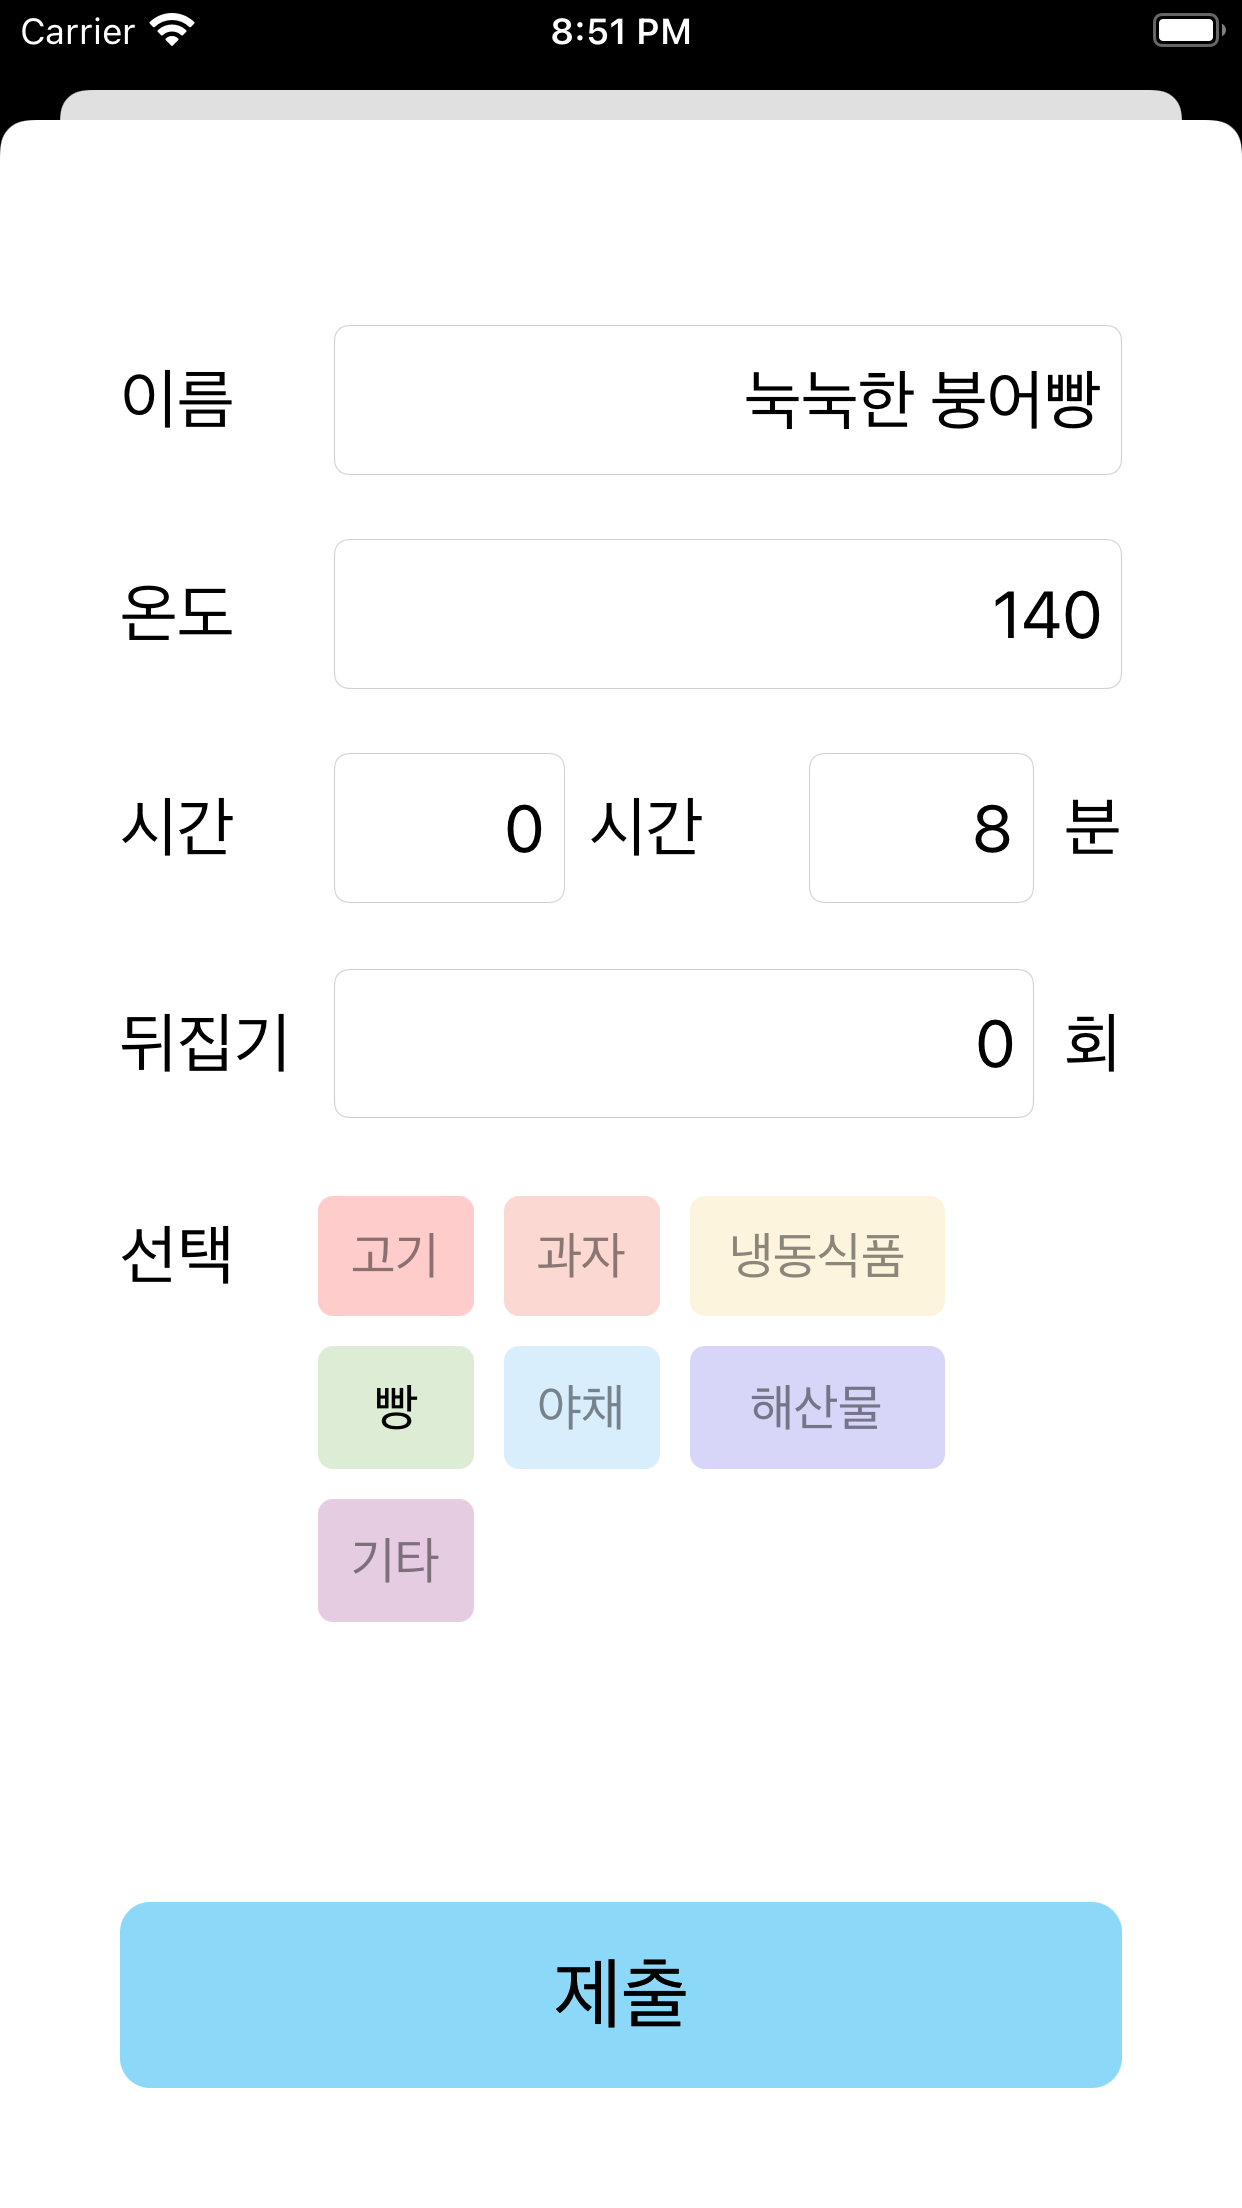 Carrier 8:51 PM
이름 눅눅한 붕어빵
온도 140
시간 0 시간 8 분
뒤집기 0 회
선택 고기 과자 냉동식품
빵 야채 해산물
기타
제출